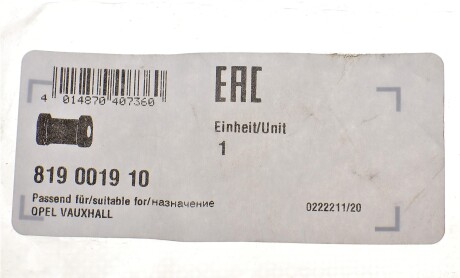 EAC
4 014870 407360
Einheit/Unit
1
819 0019 10
Passend für/suitable for/назначение
OPEL VAUXHALL
0222211/20